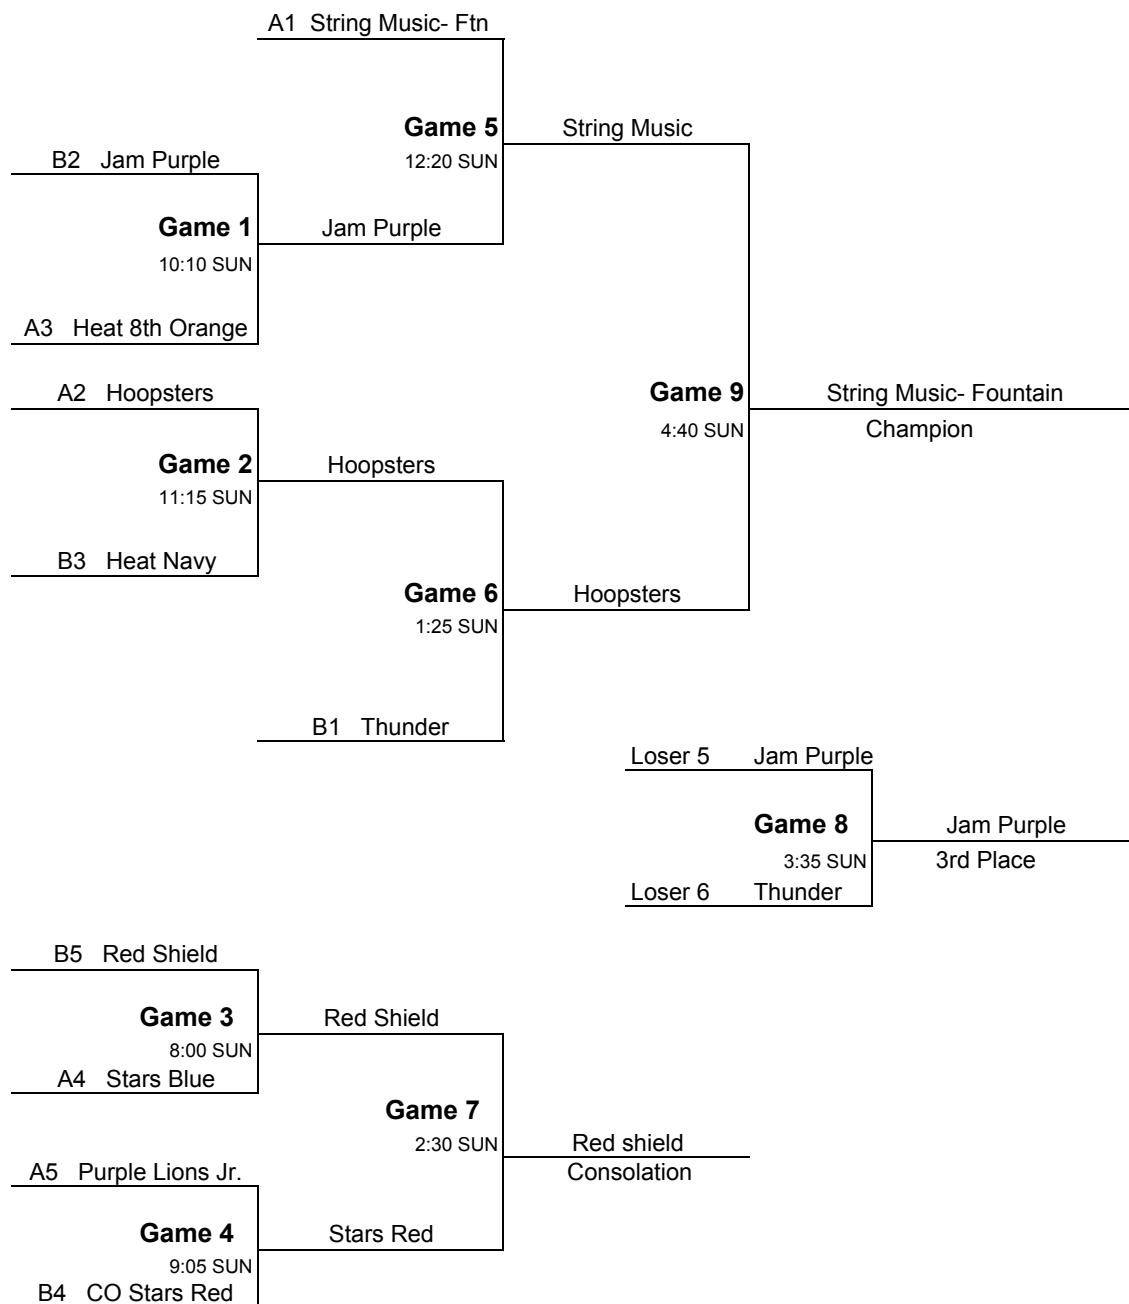 A1 String Music- Ftn
Game 5
String Music
12:20 SUN
B2 Jam Purple
Game 1
Jam Purple
10:10 SUN
A3 Heat 8th Orange
A2 Hoopsters
Game 9
String Music- Fountain
4:40 SUN
Champion
Game 2
Hoopsters
11:15 SUN
B3 Heat Navy
Game 6
Hoopsters
1:25 SUN
B1 Thunder
Loser 5 Jam Purple
Game 8
Jam Purple
3:35 SUN
3rd Place
Loser 6 Thunder
B5 Red Shield
Game 3
Red Shield
8:00 SUN
A4 Stars Blue
Game 7
2:30 SUN
Red shield
Consolation
A5 Purple Lions Jr.
Game 4
Stars Red
9:05 SUN
B4 CO Stars Red